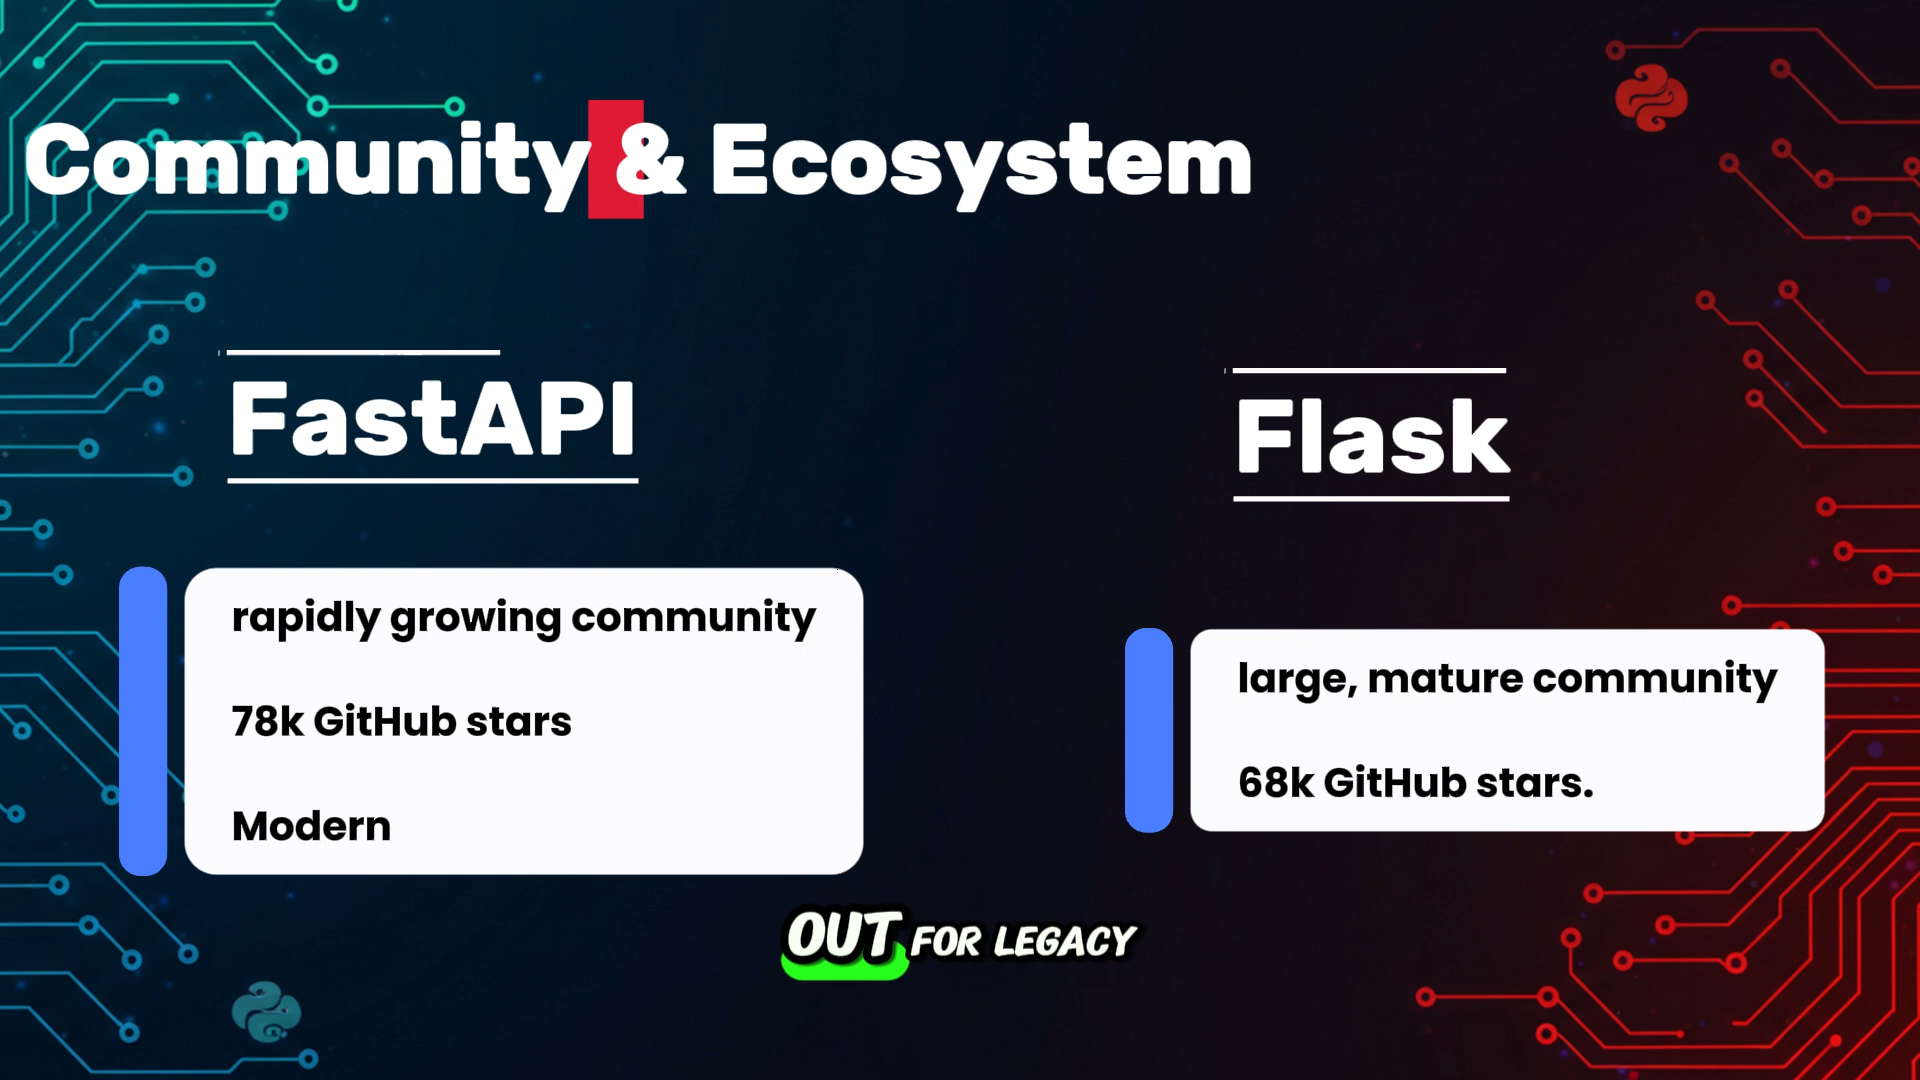 Community & Ecosystem
FastAPI
rapidly growing community
78k GitHub stars
Modern
Flask
large, mature community
68k GitHub stars.
OUT FOR LEGACY